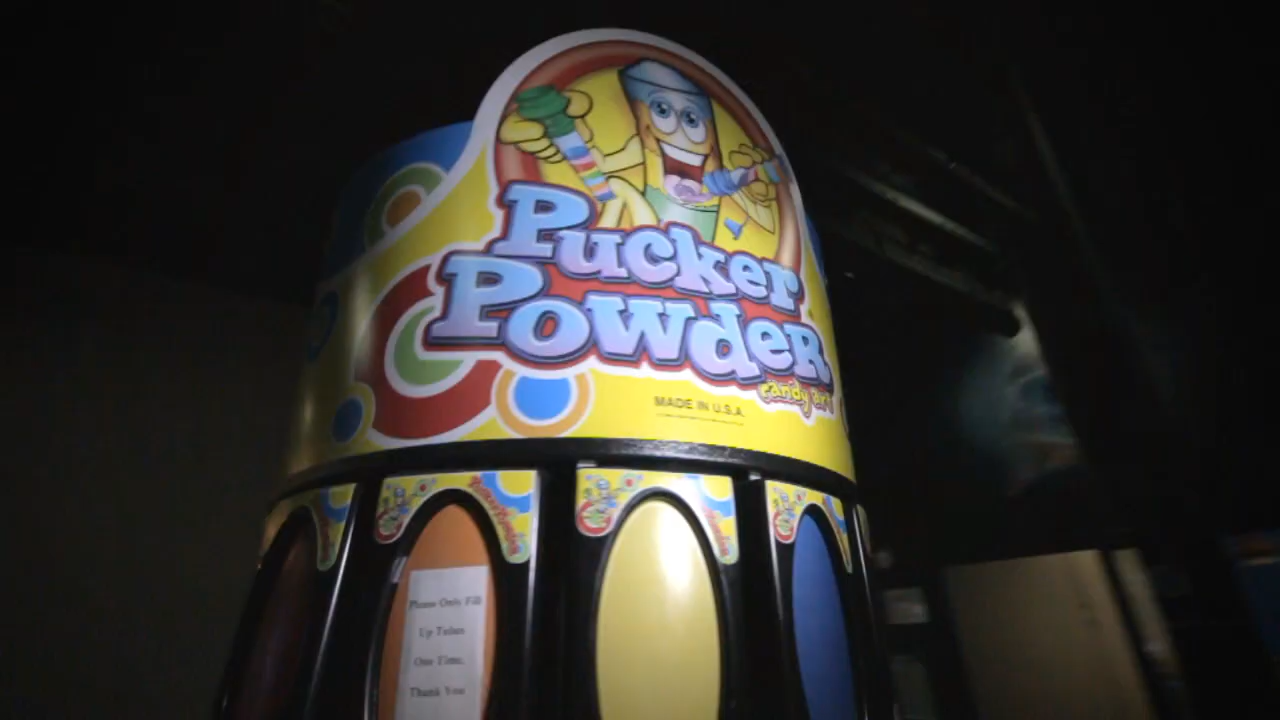 Pucker
Powder
candy art
MADE IN U.S.A.
Please Only Fill
Up Tubes
One Time.
Thank You